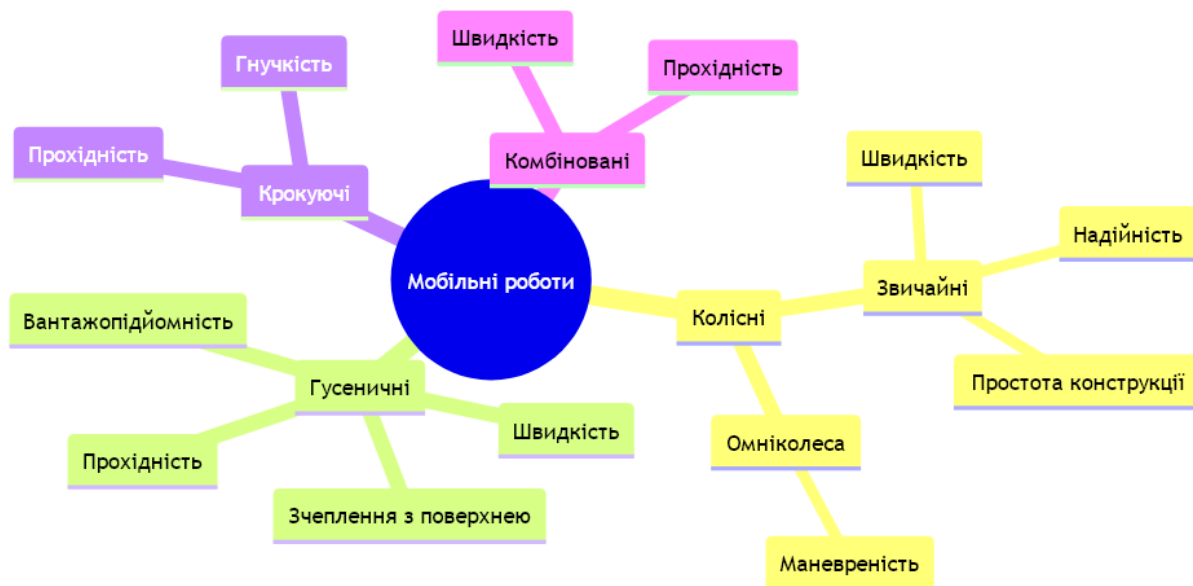 Швидкість
Гнучкість
Прохідність
Прохідність
Комбіновані
Швидкість
Крокуючі
Надійність
Мобільні роботи
Звичайні
Вантажопідйомність
Колісні
Гусеничні
Простота конструкції
Швидкість
Омніколеса
Прохідність
Зчеплення з поверхнею
Маневреність